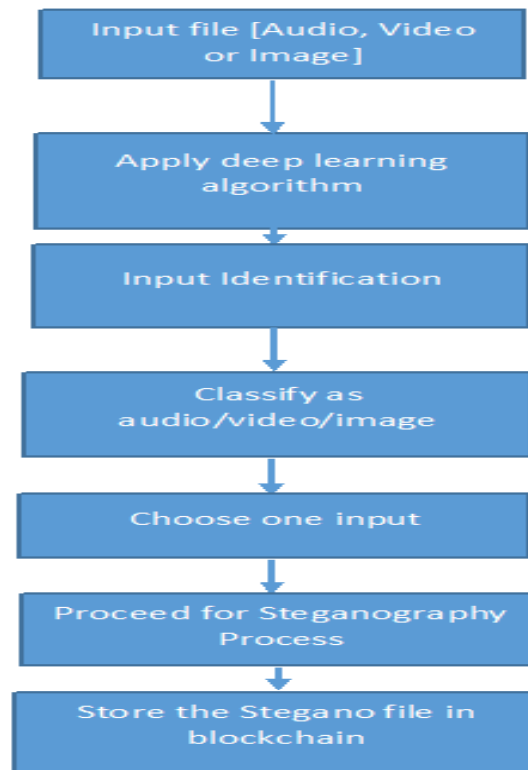 Input file [Audio, Video
or Image]
Apply deep learning
algorithm
Input Identification
Classify as
audio/video/image
Choose one input
Proceed for Steganography
Process
Store the Stegano file in
blockchain